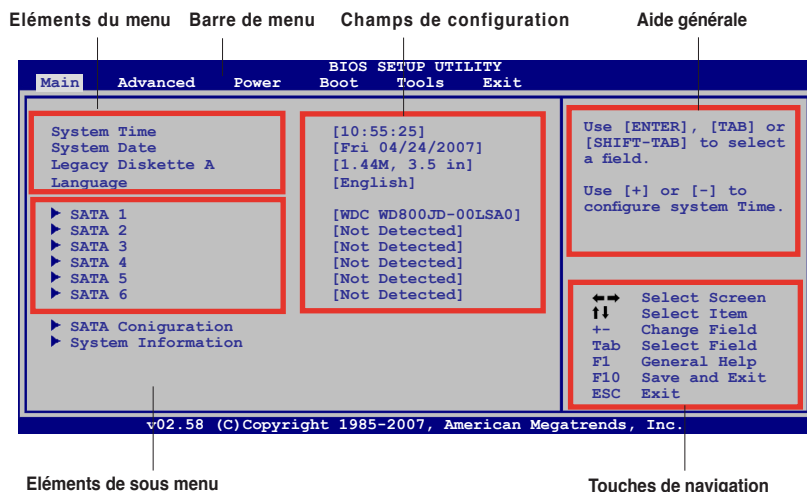 Eléments du menu Barre de menu Champs de configuration Aide générale
BIOS SETUP UTILITY
Main Advanced Power Boot Tools Exit
System Time [10:55:25]
System Date [Fri 04/24/2007]
Legacy Diskette A [1.44M, 3.5 in]
Language [English]
SATA 1 [WDC WD800JD-00LSA0]
SATA 2 [Not Detected]
SATA 3 [Not Detected]
SATA 4 [Not Detected]
SATA 5 [Not Detected]
SATA 6 [Not Detected]
SATA Coniguration
System Information
Use [ENTER], [TAB] or
[SHIFT-TAB] to select
a field.
Use [+] or [-] to
configure system Time.
←→ Select Screen
↑↓ Select Item
+- Change Field
Tab Select Field
F1 General Help
F10 Save and Exit
ESC Exit
v02.58 (C)Copyright 1985-2007, American Megatrends, Inc.
Eléments de sous menu Touches de navigation